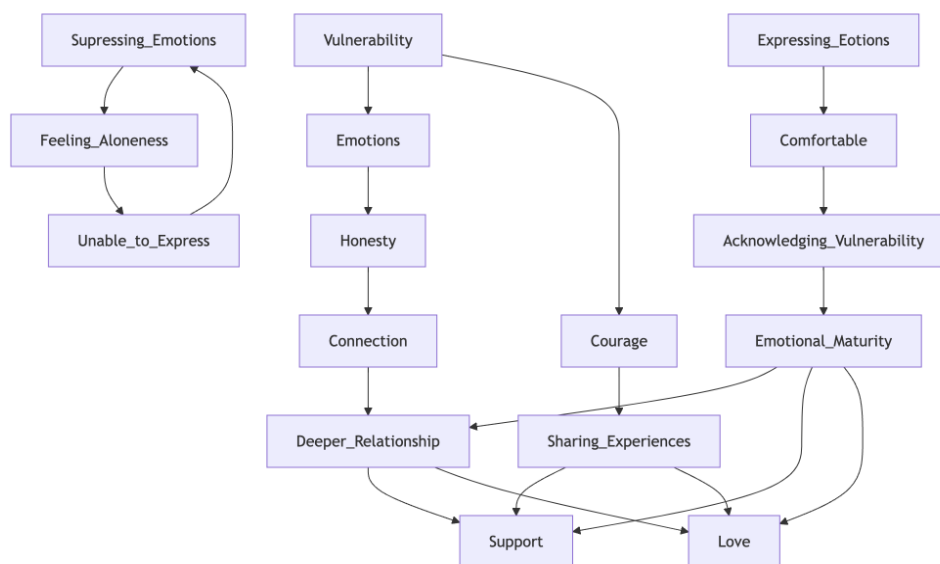 Supressing_Emotions
Vulnerability
Expressing_Eotions
Feeling_Aloneness
Emotions
Comfortable
Unable_to_Express
Honesty
Acknowledging_Vulnerability
Connection
Courage
Emotional_Maturity
Deeper_Relationship
Sharing_Experiences
Support
Love